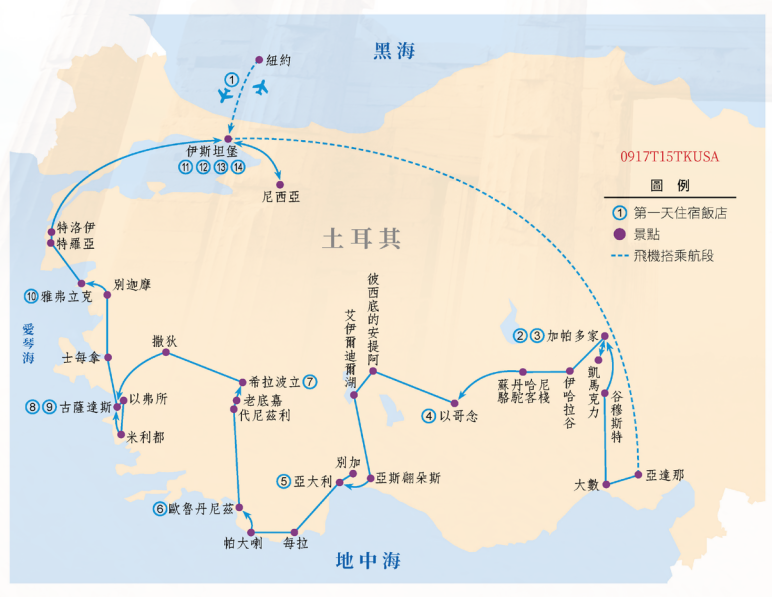 黑海
紐約
①
伊斯坦堡
⑪ ⑫ ⑬ ⑭
尼西亞
0917T15TKUSA
圖 例
① 第一天住宿飯店
景點
飛機搭乘航段
特洛伊
特羅亞
土耳其
⑩雅弗立克
別迦摩
愛琴海
士每拿
撒狄
艾伊爾迪爾湖
彼西底的安提阿
②③加帕多家
凱馬克力
谷穆斯特
伊哈拉谷
蘇丹哈尼
駱駝客棧
④以哥念
希拉波立⑦
老底嘉
代尼茲利
以弗所
⑧⑨古薩達斯
米利都
別加
⑤亞大利
亞斯翩朵斯
大數
亞達那
⑥歐魯丹尼茲
帕大喇
每拉
地中海